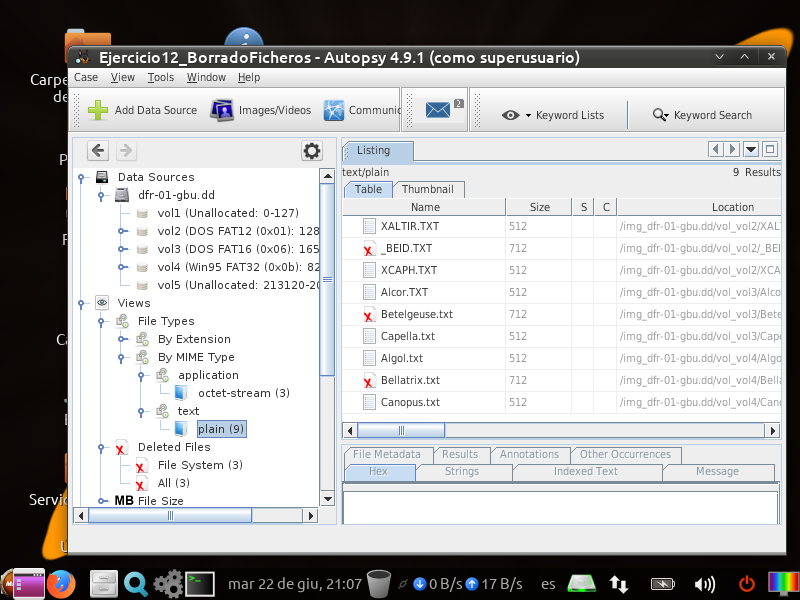 Ejercicio12_BorradoFicheros - Autopsy 4.9.1 (como superusuario)
Case View Tools Window Help
Add Data Source Images/Videos Communic 2 Keyword Lists Keyword Search
Carpe
de
Data Sources
dfr-01-gbu.dd
vol1 (Unallocated: 0-127)
vol2 (DOS FAT12 (0x01): 128
vol3 (DOS FAT16 (0x06): 165
vol4 (Win95 FAT32 (0x0b): 82
vol5 (Unallocated: 213120-20
Views
File Types
By Extension
By MIME Type
application
octet-stream (3)
text
plain (9)
Deleted Files
File System (3)
All (3)
MB File Size
Listing
text/plain 9 Results
Table Thumbnail
Name Size S C Location
XALTIR.TXT 512 /img_dfr-01-gbu.dd/vol_vol2/XAL
_BEID.TXT 712 /img_dfr-01-gbu.dd/vol_vol2/_BEI
XCAPH.TXT 512 /img_dfr-01-gbu.dd/vol_vol2/XCA
Alcor.TXT 512 /img_dfr-01-gbu.dd/vol_vol3/Alco
Betelgeuse.txt 712 /img_dfr-01-gbu.dd/vol_vol3/Bete
Capella.txt 512 /img_dfr-01-gbu.dd/vol_vol3/Cape
Algol.txt 512 /img_dfr-01-gbu.dd/vol_vol4/Algo
Bellatrix.txt 712 /img_dfr-01-gbu.dd/vol_vol4/Bella
Canopus.txt 512 /img_dfr-01-gbu.dd/vol_vol4/Cano
File Metadata Results Annotations Other Occurrences
Hex Strings Indexed Text Message
Servic
mar 22 de giu, 21:07 0 B/s 17 B/s es